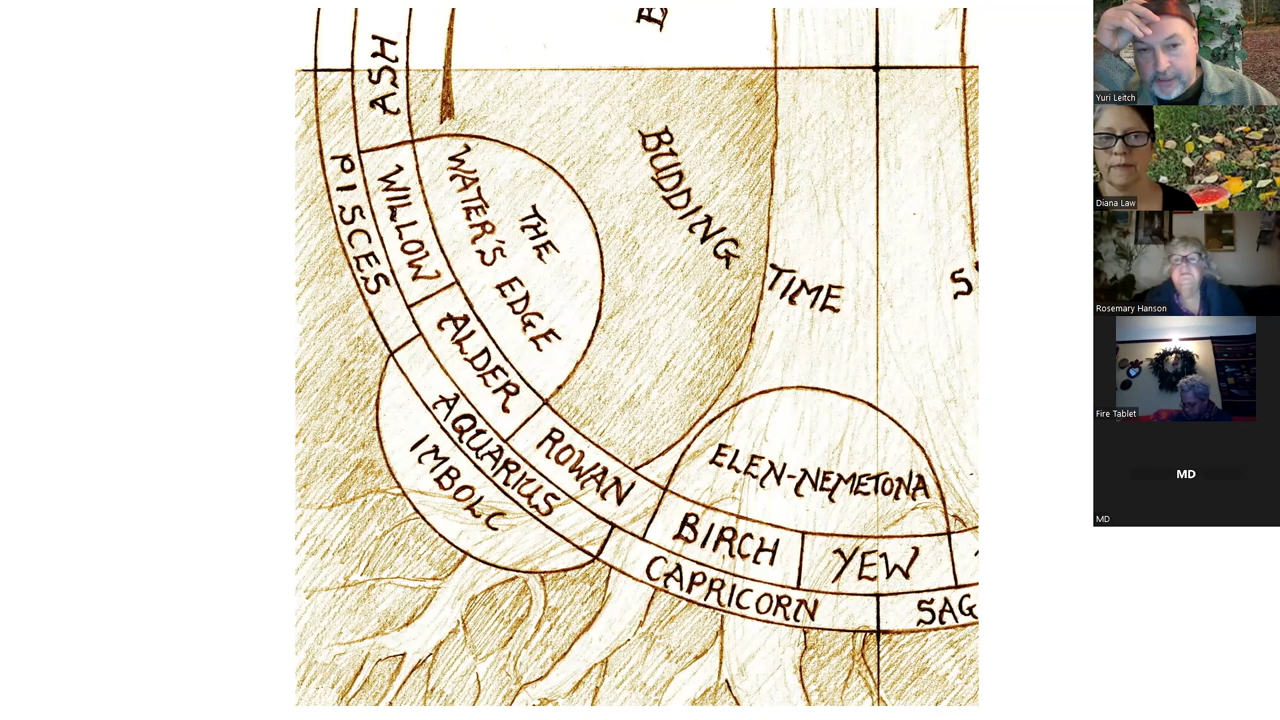 E
ASH
PISCES
WILLOW
THE
WATER'S EDGE
BUDDING
TIME
S
ALDER
AQUARIUS
IMBOLC
ROWAN
ELEN-NEMETONA
BIRCH
YEW
CAPRICORN
SAG
Yuri Leitch
Diana Law
Rosemary Hanson
Fire Tablet
MD
MD